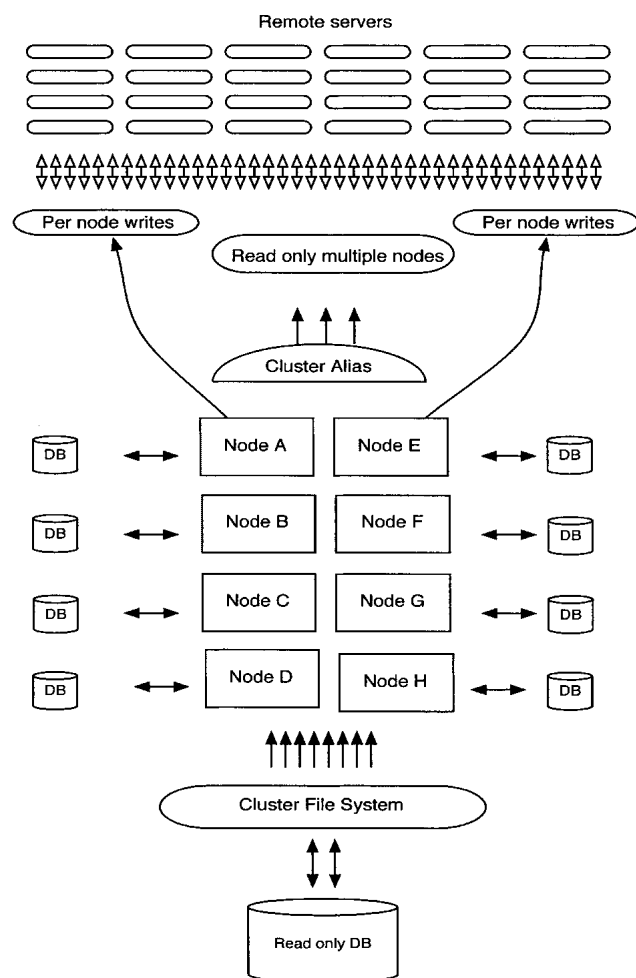 Remote servers
Per node writes
Per node writes
Read only multiple nodes
Cluster Alias
DB
Node A
Node E
DB
DB
Node B
Node F
DB
DB
Node C
Node G
DB
DB
Node D
Node H
DB
Cluster File System
Read only DB